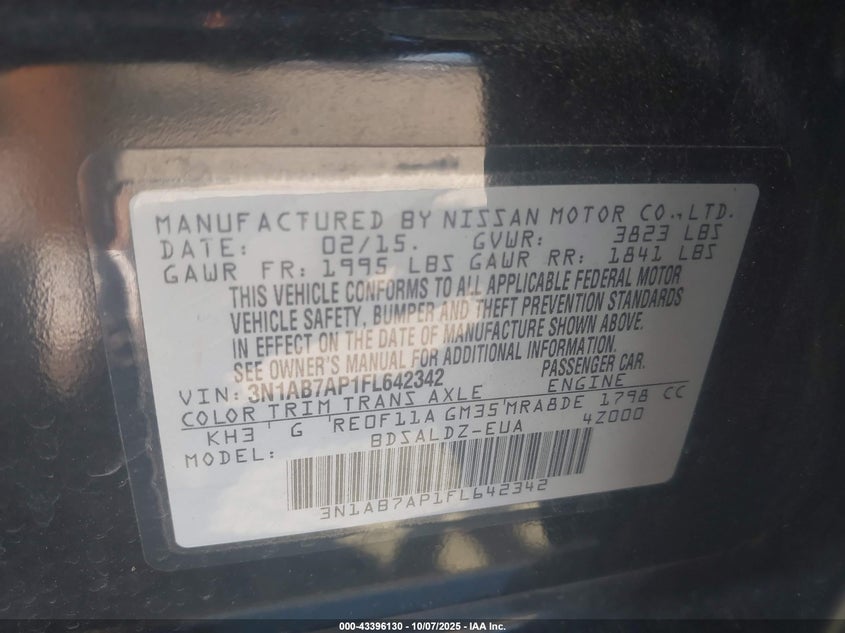 MANUFACTURED BY NISSAN MOTOR CO.,LTD.
DATE: 02/15. GVWR: 3823 LBS
GAWR FR: 1995 LBS GAWR RR: 1841 LBS
THIS VEHICLE CONFORMS TO ALL APPLICABLE FEDERAL MOTOR
VEHICLE SAFETY, BUMPER AND THEFT PREVENTION STANDARDS
IN EFFECT ON THE DATE OF MANUFACTURE SHOWN ABOVE.
SEE OWNER'S MANUAL FOR ADDITIONAL INFORMATION.
VIN: 3N1AB7AP1FL642342 PASSENGER CAR.
COLOR TRIM TRANS AXLE ENGINE
KH3 G RE0F11A GM35 MRA8DE 1798 CC
MODEL: BDSALDZ-EUA 4Z000
3N1AB7AP1FL642342
000-43396130 - 10/07/2025 - IAA Inc.